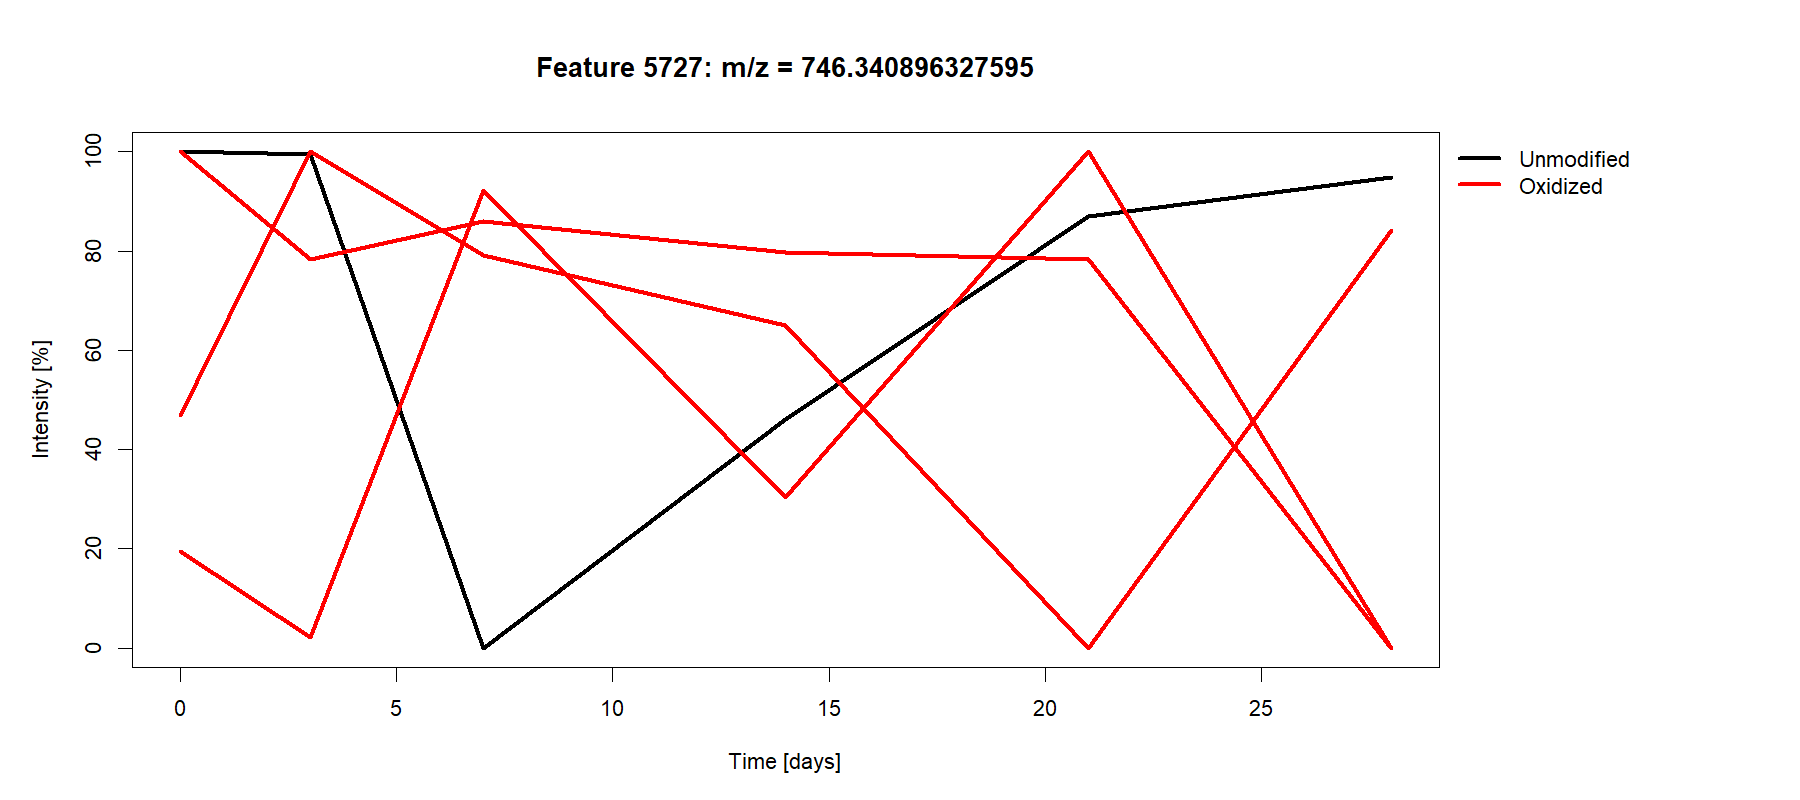 Feature 5727: m/z = 746.340896327595
Unmodified
Oxidized
Intensity [%]
100
80
60
40
20
0
0 5 10 15 20 25
Time [days]